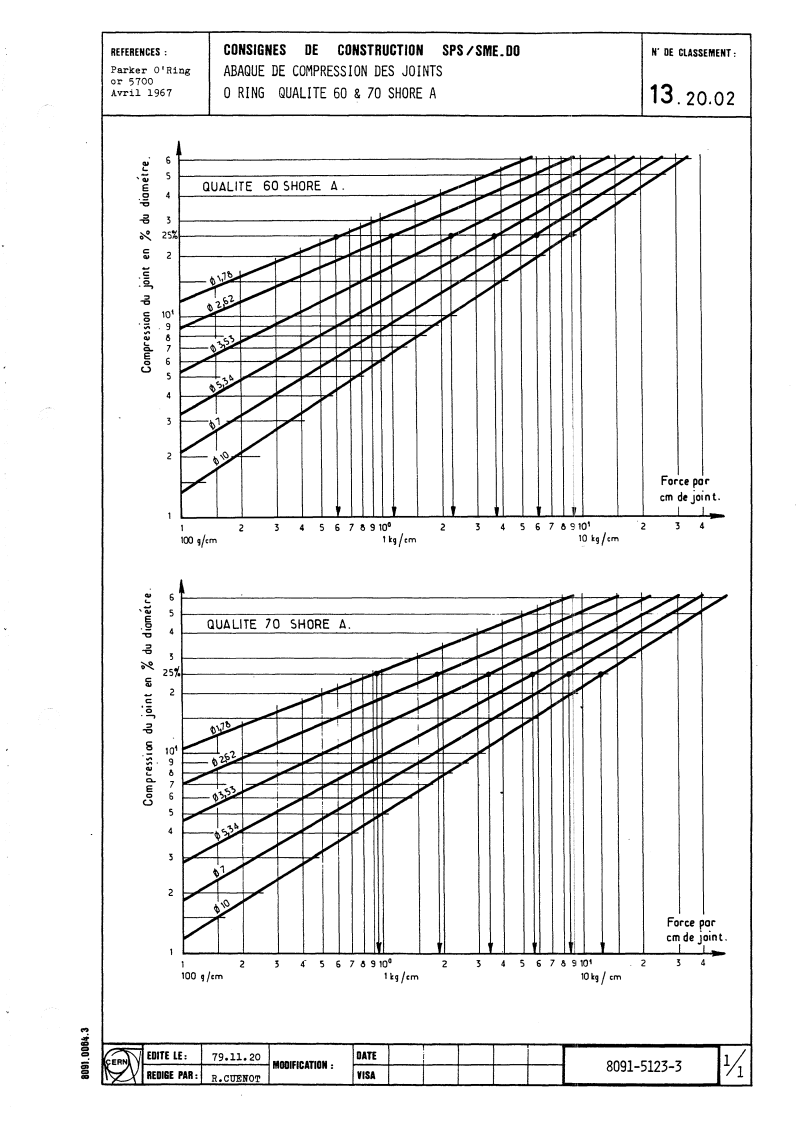 REFERENCES :
Parker O'Ring
or 5700
Avril 1967
CONSIGNES DE CONSTRUCTION SPS/SME.DO
ABAQUE DE COMPRESSION DES JOINTS
O RING QUALITE 60 & 70 SHORE A
N° DE CLASSEMENT :
13.20.02
Compression du joint en % du diamétre.
QUALITE 60 SHORE A.
6
5
4
3
25%
2
10¹
9
8
7
6
5
4
3
2
1
Ø 1,78
Ø 2,62
Ø 3,53
Ø 5,34
Ø 7
Ø 10
Force par
cm de joint.
1 2 3 4 5 6 7 8 9 10⁰ 2 3 4 5 6 7 8 9 10¹ 2 3 4
100 g/cm 1 kg/cm 10 kg/cm
Compression du joint en % du diamétre.
QUALITE 70 SHORE A.
6
5
4
3
25%
2
10¹
9
8
7
6
5
4
3
2
1
Ø 1,78
Ø 2,62
Ø 3,53
Ø 5,34
Ø 7
Ø 10
Force par
cm de joint.
1 2 3 4 5 6 7 8 9 10⁰ 2 3 4 5 6 7 8 9 10¹ 2 3 4
100 g/cm 1 kg/cm 10 kg/cm
8091.0064.3
CERN
EDITE LE : 79.11.20
REDIGE PAR : R.CUENOT
MODIFICATION :
DATE
VISA
8091-5123-3
1/1